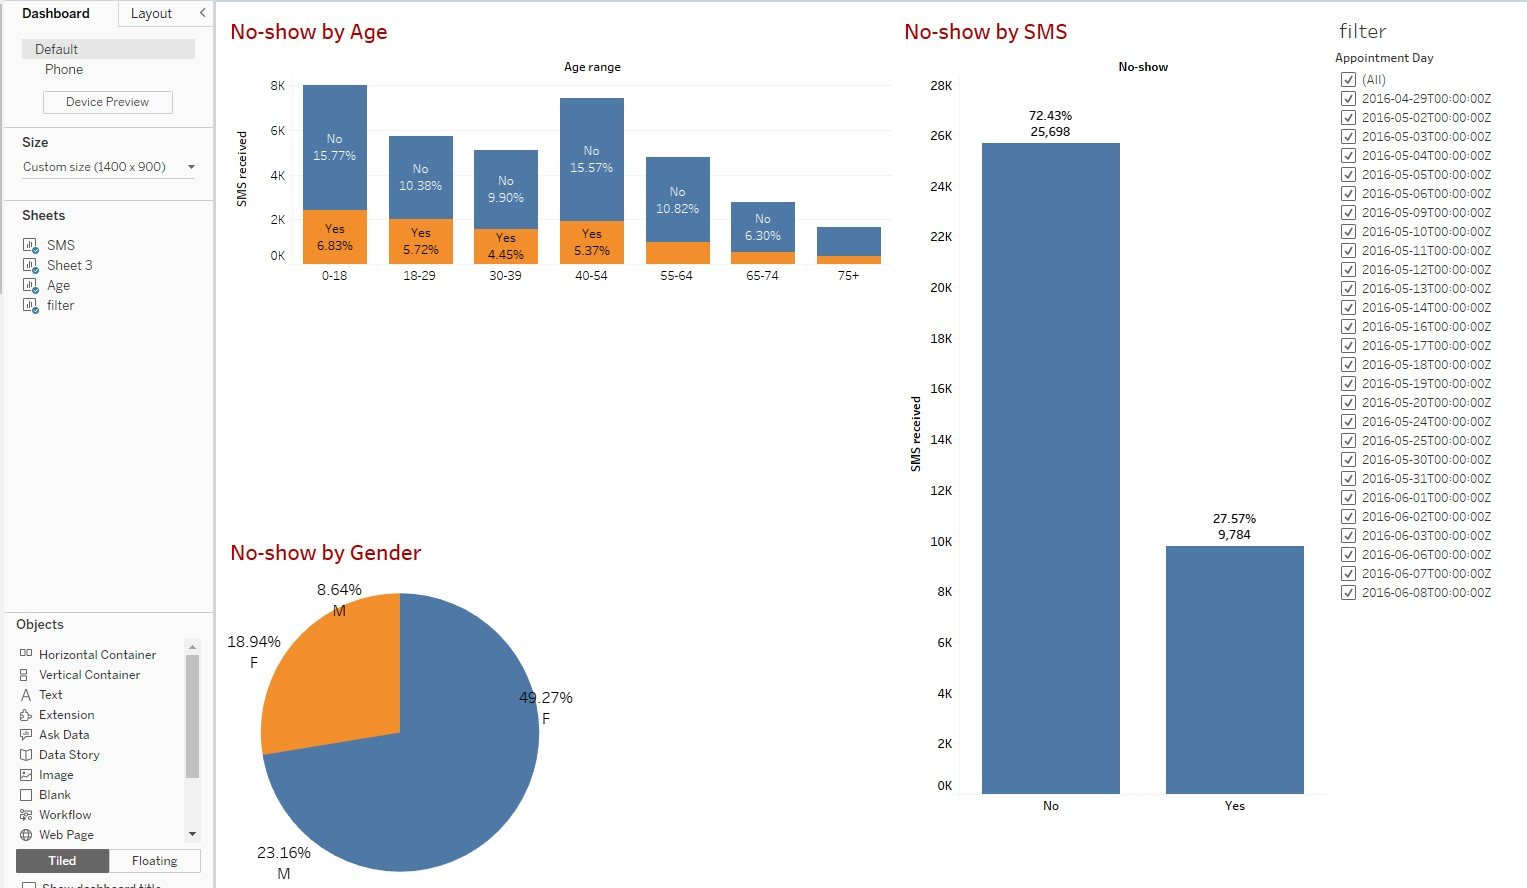 Dashboard
Layout
Default
Phone
Device Preview
Size
Custom size (1400 x 900)
Sheets
SMS
Sheet 3
Age
filter
Objects
Horizontal Container
Vertical Container
Text
Extension
Ask Data
Data Story
Image
Blank
Workflow
Web Page
Tiled
Floating
Show dashboard title
No-show by Age
Age range
SMS received
8K
6K
4K
2K
0K
No
15.77%
Yes
6.83%
No
10.38%
Yes
5.72%
No
9.90%
Yes
4.45%
No
15.57%
Yes
5.37%
No
10.82%
No
6.30%
0-18
18-29
30-39
40-54
55-64
65-74
75+
No-show by Gender
8.64%
M
18.94%
F
49.27%
F
23.16%
M
No-show by SMS
No-show
SMS received
28K
26K
24K
22K
20K
18K
16K
14K
12K
10K
8K
6K
4K
2K
0K
72.43%
25,698
27.57%
9,784
No
Yes
filter
Appointment Day
(All)
2016-04-29T00:00:00Z
2016-05-02T00:00:00Z
2016-05-03T00:00:00Z
2016-05-04T00:00:00Z
2016-05-05T00:00:00Z
2016-05-06T00:00:00Z
2016-05-09T00:00:00Z
2016-05-10T00:00:00Z
2016-05-11T00:00:00Z
2016-05-12T00:00:00Z
2016-05-13T00:00:00Z
2016-05-14T00:00:00Z
2016-05-16T00:00:00Z
2016-05-17T00:00:00Z
2016-05-18T00:00:00Z
2016-05-19T00:00:00Z
2016-05-20T00:00:00Z
2016-05-24T00:00:00Z
2016-05-25T00:00:00Z
2016-05-30T00:00:00Z
2016-05-31T00:00:00Z
2016-06-01T00:00:00Z
2016-06-02T00:00:00Z
2016-06-03T00:00:00Z
2016-06-06T00:00:00Z
2016-06-07T00:00:00Z
2016-06-08T00:00:00Z